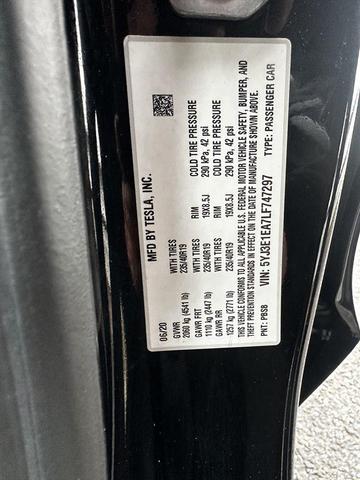 06/20 MFD BY TESLA, INC.
GVWR
2060 kg (4541 lb) WITH TIRES 235/40R19 RIM 19X8.5J COLD TIRE PRESSURE 290 kPa, 42 psi
GAWR FRT
1110 kg (2447 lb) WITH TIRES 235/40R19 RIM 19X8.5J COLD TIRE PRESSURE 290 kPa, 42 psi
GAWR RR
1257 kg (2771 lb)
THIS VEHICLE CONFORMS TO ALL APPLICABLE U.S. FEDERAL MOTOR VEHICLE SAFETY, BUMPER, AND
THEFT PREVENTION STANDARDS IN EFFECT ON THE DATE OF MANUFACTURE SHOWN ABOVE.
VIN: 5YJ3E1EA7LF747297 TYPE: PASSENGER CAR
PNT: PBSB